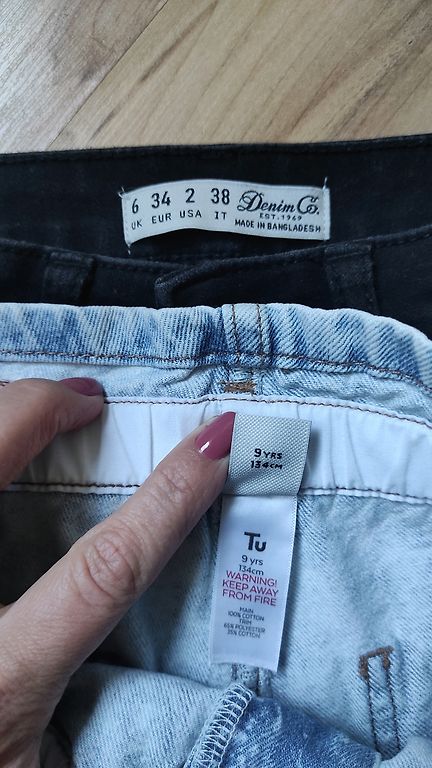 6 34 2 38 Denim Co.
EST. 1969
UK EUR USA IT MADE IN BANGLADESH
9 YRS
134 CM
Tu
9 yrs
134cm
WARNING!
KEEP AWAY
FROM FIRE
MAIN
100% COTTON
TRIM
65% POLYESTER
35% COTTON